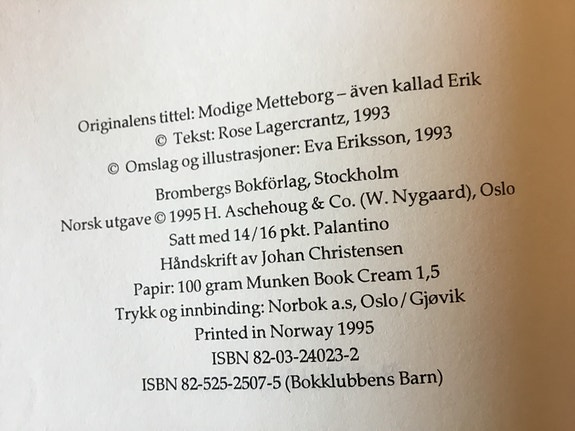 Originalens tittel: Modige Metteborg – även kallad Erik
© Tekst: Rose Lagercrantz, 1993
© Omslag og illustrasjoner: Eva Eriksson, 1993
Brombergs Bokförlag, Stockholm
Norsk utgave © 1995 H. Aschehoug & Co. (W. Nygaard), Oslo
Satt med 14/16 pkt. Palantino
Håndskrift av Johan Christensen
Papir: 100 gram Munken Book Cream 1,5
Trykk og innbinding: Norbok a.s, Oslo/Gjøvik
Printed in Norway 1995
ISBN 82-03-24023-2
ISBN 82-525-2507-5 (Bokklubbens Barn)